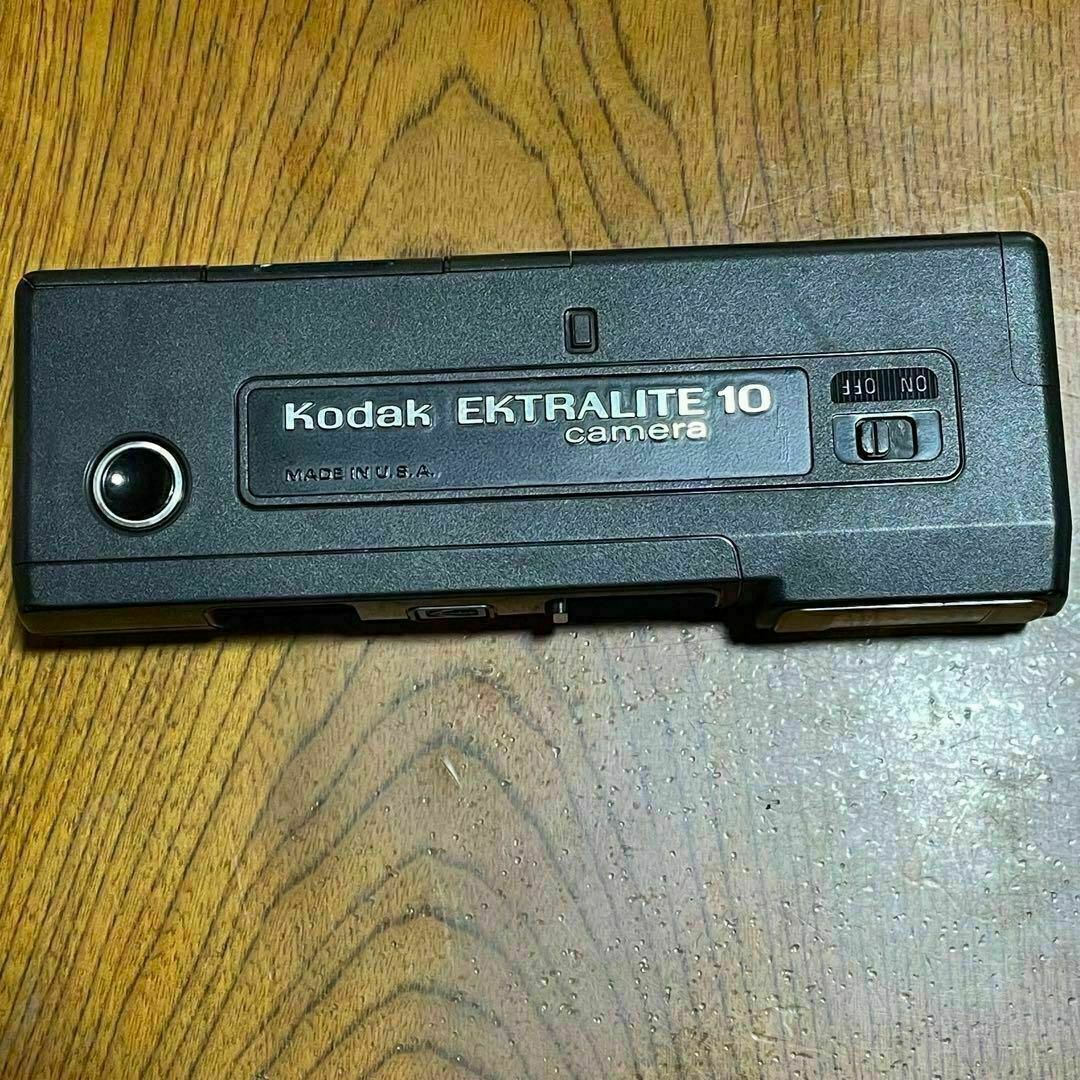 Kodak EKTRALITE 10
camera
MADE IN U.S.A.
ON OFF